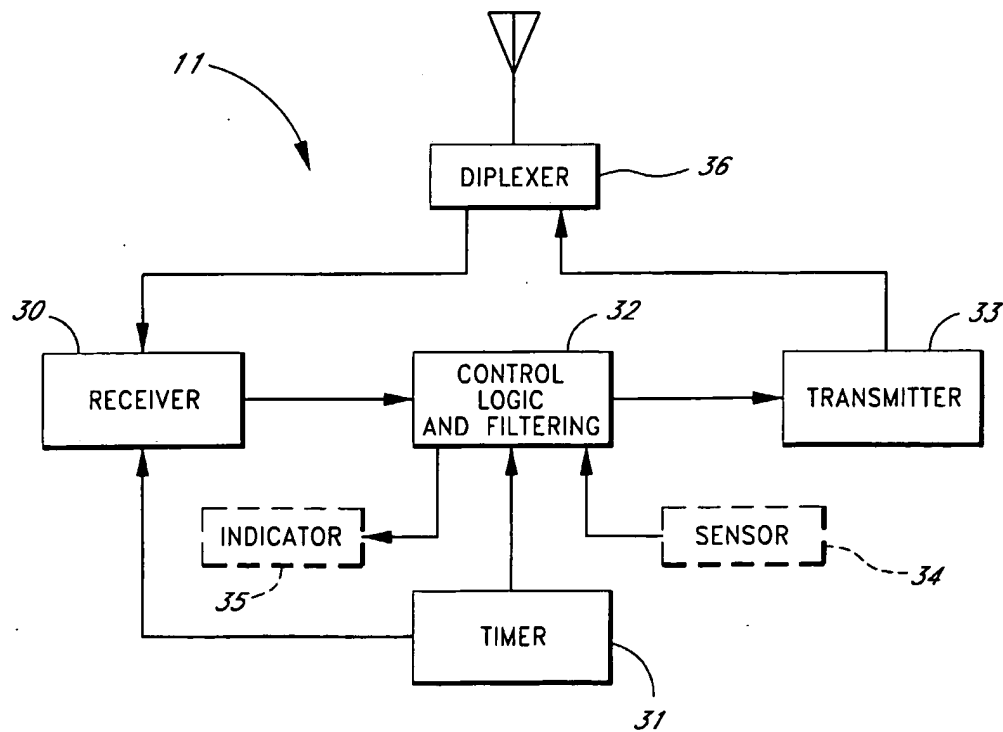 11
DIPLEXER
36
30
32
33
RECEIVER
CONTROL
LOGIC
AND FILTERING
TRANSMITTER
INDICATOR
SENSOR
35
34
TIMER
31